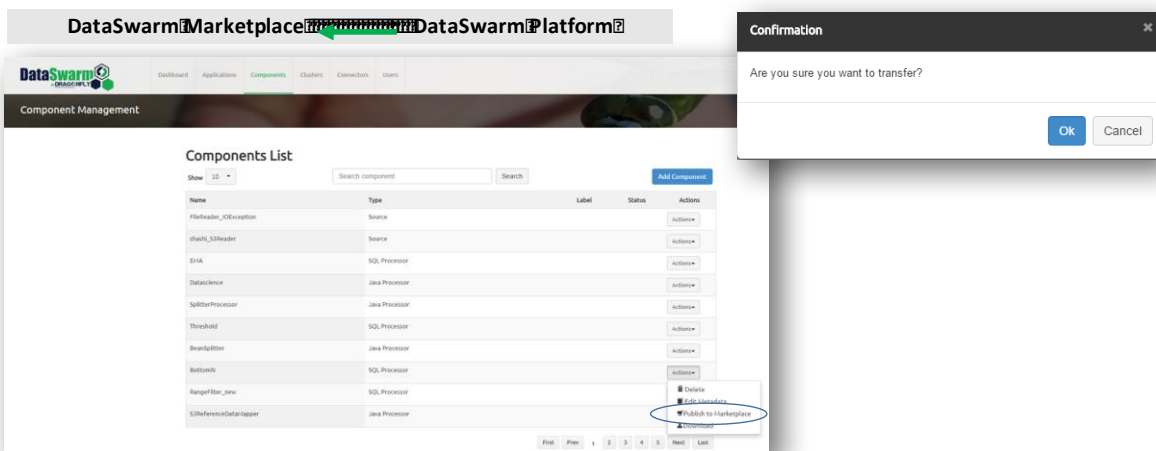 DataSwarm Marketplace DataSwarm Platform
DataSwarm
by DRAGONFLY
Dashboard Applications Components Clusters Connectors Users
Component Management
Components List
Show 10 Search component Search Add Component
Name Type Label Status Actions
FileReader_IOException Source Actions
shashi_S3Reader Source Actions
SQL Processor Actions
Datascience Java Processor Actions
SplitterProcessor Java Processor Actions
Threshold SQL Processor Actions
BeanSplitter Java Processor Actions
BottomN SQL Processor Actions
RangeFilter_new SQL Processor
S3ReferenceDataMapper Java Processor
Delete
Edit Metadata
Publish to Marketplace
Download
First Prev 1 2 3 4 5 Next Last
Confirmation ×
Are you sure you want to transfer?
Ok Cancel